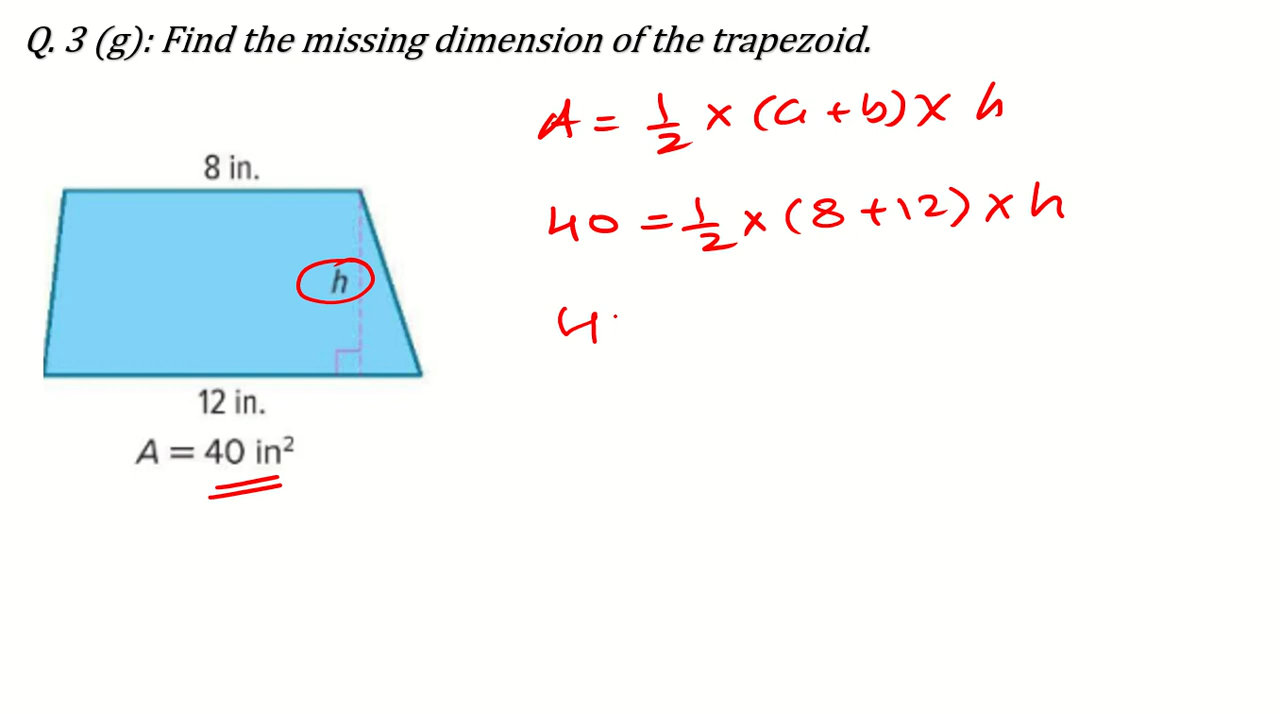 Q. 3 (g): Find the missing dimension of the trapezoid.
A = 1/2 × (a + b) × h
8 in.
40 = 1/2 × (8 + 12) × h
h
4
12 in.
A = 40 in²